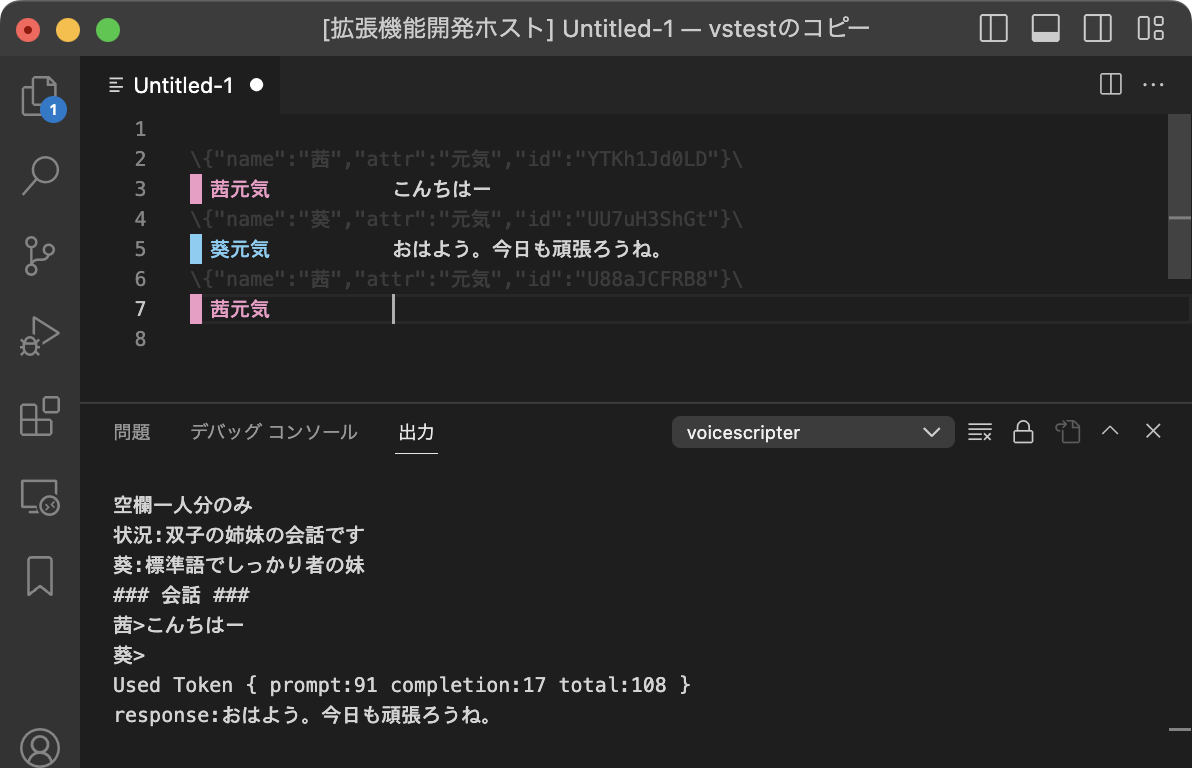 [拡張機能開発ホスト] Untitled-1 — vstestのコピー
Untitled-1
1
1
2 \{"name":"茜","attr":"元気","id":"YTKh1Jd0LD"}\
3 茜元気 こんちはー
4 \{"name":"葵","attr":"元気","id":"UU7uH3ShGt"}\
5 葵元気 おはよう。今日も頑張ろうね。
6 \{"name":"茜","attr":"元気","id":"U88aJCFRB8"}\
7 茜元気
8
問題 デバッグ コンソール 出力 voicescripter
空欄一人分のみ
状況:双子の姉妹の会話です
葵:標準語でしっかり者の妹
### 会話 ###
茜>こんちはー
葵>
Used Token { prompt:91 completion:17 total:108 }
response:おはよう。今日も頑張ろうね。